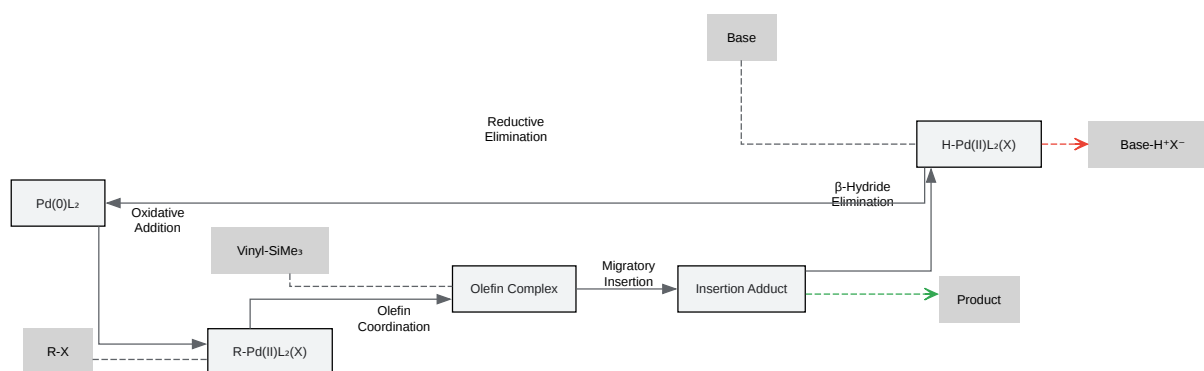 Base
Reductive
Elimination
H-Pd(II)L₂(X)
Base-H⁺X⁻
β-Hydride
Elimination
Pd(0)L₂
Oxidative
Addition
Vinyl-SiMe₃
Migratory
Insertion
Olefin Complex
Insertion Adduct
Product
Olefin
Coordination
R-X
R-Pd(II)L₂(X)